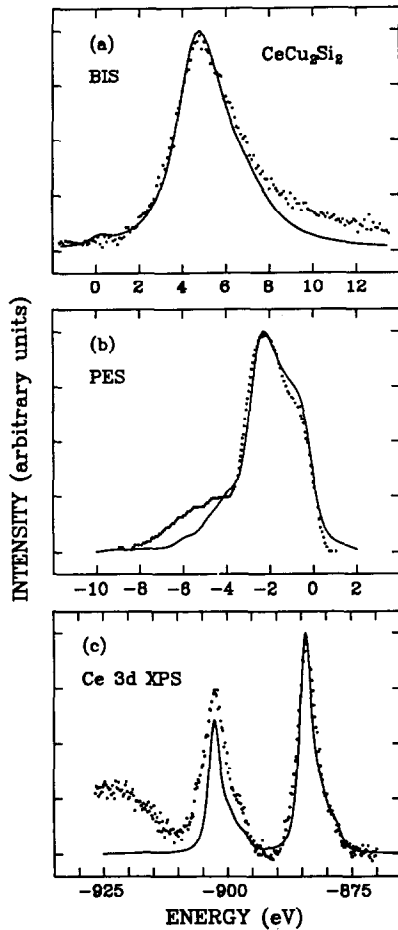 (a)
CeCu₂Si₂
BIS
0 2 4 6 8 10 12
(b)
PES
-10 -8 -6 -4 -2 0 2
(c)
Ce 3d XPS
-925 -900 -875
ENERGY (eV)
INTENSITY (arbitrary units)